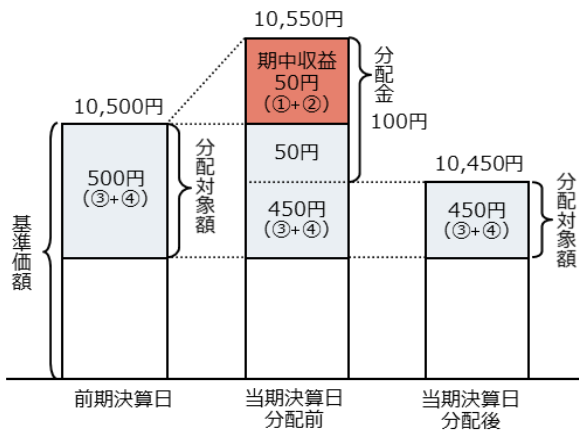 10,550円
期中収益
50円
(①+②)
分配金
100円
10,500円
500円
(③+④)
分配対象額
50円
450円
(③+④)
10,450円
450円
(③+④)
分配対象額
基準価額
前期決算日
当期決算日
分配前
当期決算日
分配後